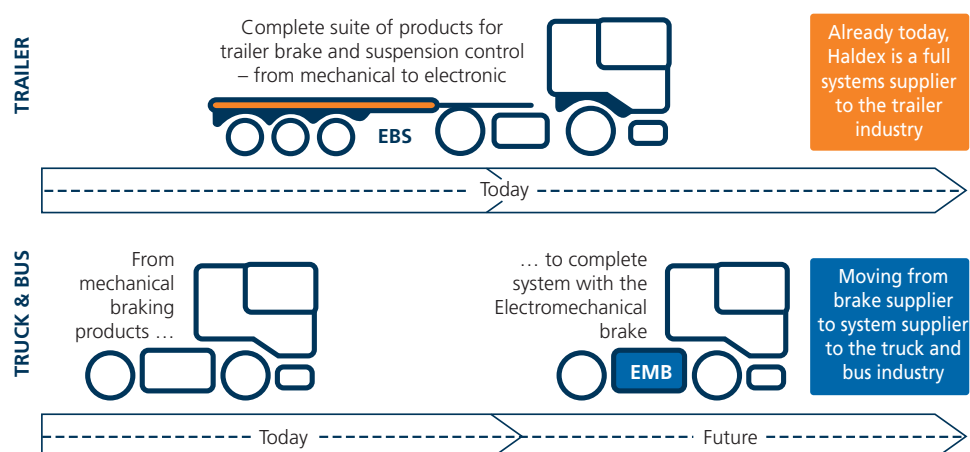 TRAILER
Complete suite of products for
trailer brake and suspension control
– from mechanical to electronic
EBS
Already today,
Haldex is a full
systems supplier
to the trailer
industry
Today
TRUCK & BUS
From
mechanical
braking
products …
… to complete
system with the
Electromechanical
brake
EMB
Moving from
brake supplier
to system supplier
to the truck and
bus industry
Today
Future